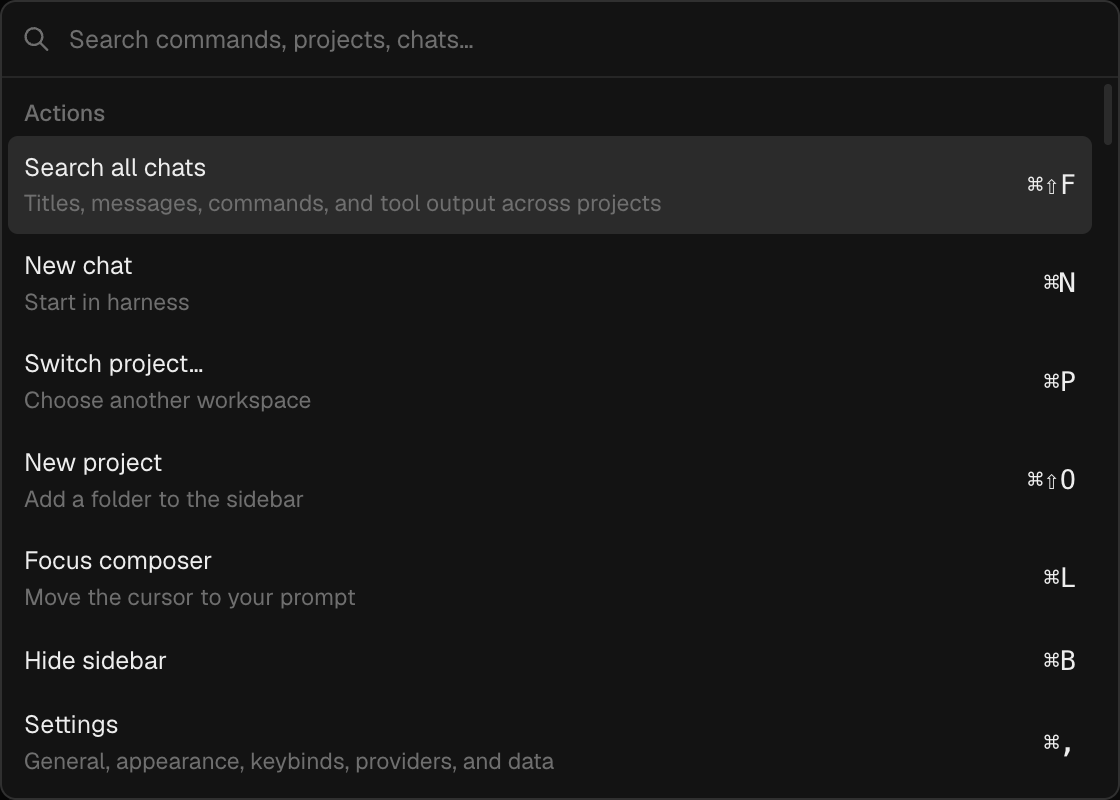 Search commands, projects, chats…
Actions
Search all chats
Titles, messages, commands, and tool output across projects
⌘⇧F
New chat
Start in harness
⌘N
Switch project…
Choose another workspace
⌘P
New project
Add a folder to the sidebar
⌘⇧O
Focus composer
Move the cursor to your prompt
⌘L
Hide sidebar
⌘B
Settings
General, appearance, keybinds, providers, and data
⌘,